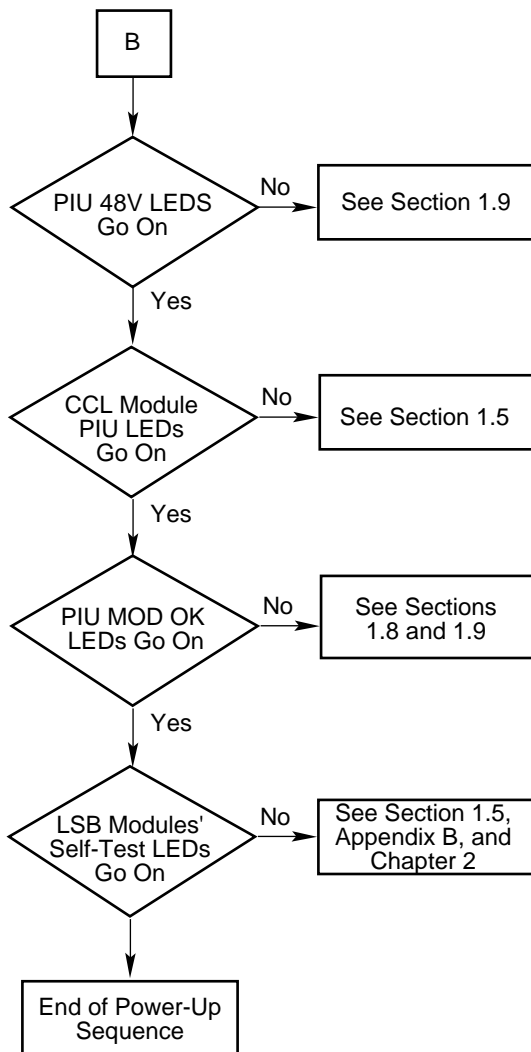 B
PIU 48V LEDS
Go On
No
See Section 1.9
Yes
CCL Module
PIU LEDs
Go On
No
See Section 1.5
Yes
PIU MOD OK
LEDs Go On
No
See Sections
1.8 and 1.9
Yes
LSB Modules'
Self-Test LEDs
Go On
No
See Section 1.5,
Appendix B, and
Chapter 2
End of Power-Up
Sequence